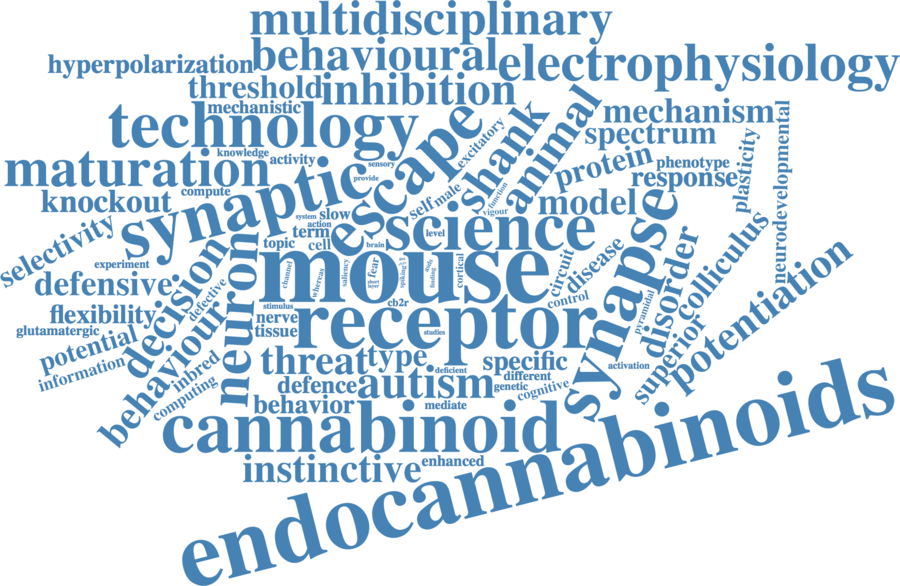 multidisciplinary
hyperpolarization
behavioural
electrophysiology
threshold
inhibition
mechanistic
technology
escape
excitatory
shank
animal
mechanism
spectrum
neurodevelopmental
plasticity
knowledge
activity
sensory
maturation
synaptic
provide
protein
phenotype
response
compute
knockout
self
male
function
vigour
model
selectivity
system
action
slow
term
topic
cell
level
science
synapse
experiment
defensive
decision
defective
neuron
brain
mouse
channel
whereas
saliency
fear
short
layer
spiking
finding
cortical
circuit
disease
control
disorder
colliculus
potentiation
flexibility
glutamatergic
potential
information
behaviour
inbred
computing
stimulus
nerve
tissue
cb2r
receptor
studies
pyramidal
superior
activation
threat
type
specific
deficient
defence
autism
different
genetic
cognitive
behavior
mediate
cannabinoid
instinctive
enhanced
endocannabinoids